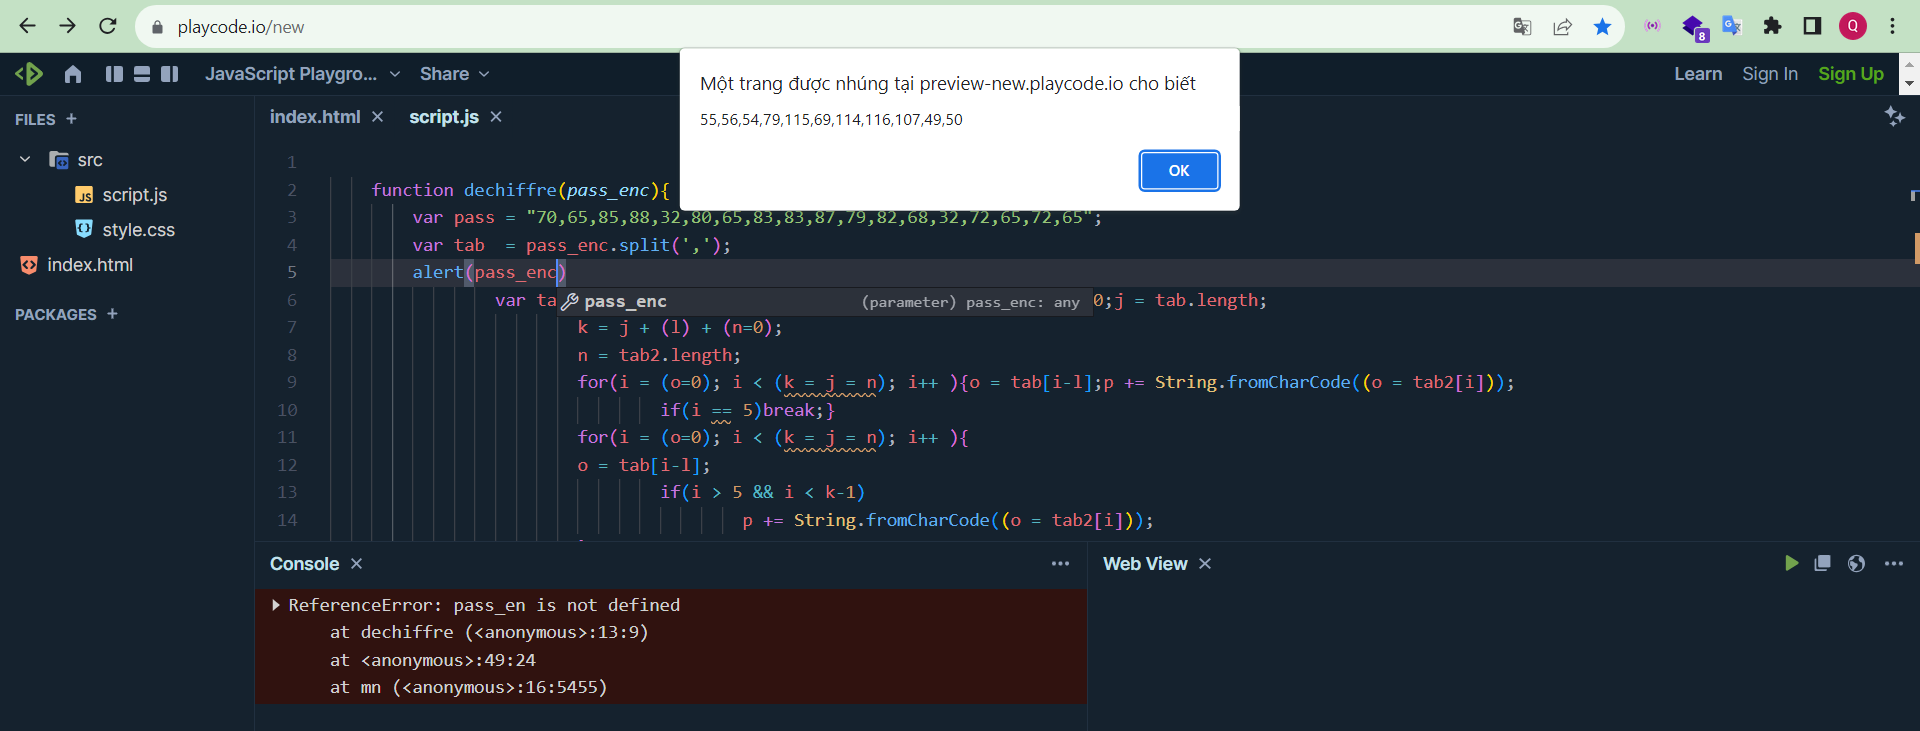 playcode.io/new
8
Q
JavaScript Playgro...
Share
Learn
Sign In
Sign Up
Một trang được nhúng tại preview-new.playcode.io cho biết
55,56,54,79,115,69,114,116,107,49,50
OK
FILES +
src
JS script.js
style.css
index.html
PACKAGES +
index.html
script.js
1
2 function dechiffre(pass_enc){
3 var pass = "70,65,85,88,32,80,65,83,83,87,79,82,68,32,72,65,72,65";
4 var tab  = pass_enc.split(',');
5 alert(pass_enc)
6 var ta 0;j = tab.length;
pass_enc (parameter) pass_enc: any
7 k = j + (l) + (n=0);
8 n = tab2.length;
9 for(i = (o=0); i < (k = j = n); i++ ){o = tab[i-l];p += String.fromCharCode((o = tab2[i]));
10 if(i == 5)break;}
11 for(i = (o=0); i < (k = j = n); i++ ){
12 o = tab[i-l];
13 if(i > 5 && i < k-1)
14 p += String.fromCharCode((o = tab2[i]));
Console
ReferenceError: pass_en is not defined
at dechiffre (<anonymous>:13:9)
at <anonymous>:49:24
at mn (<anonymous>:16:5455)
Web View